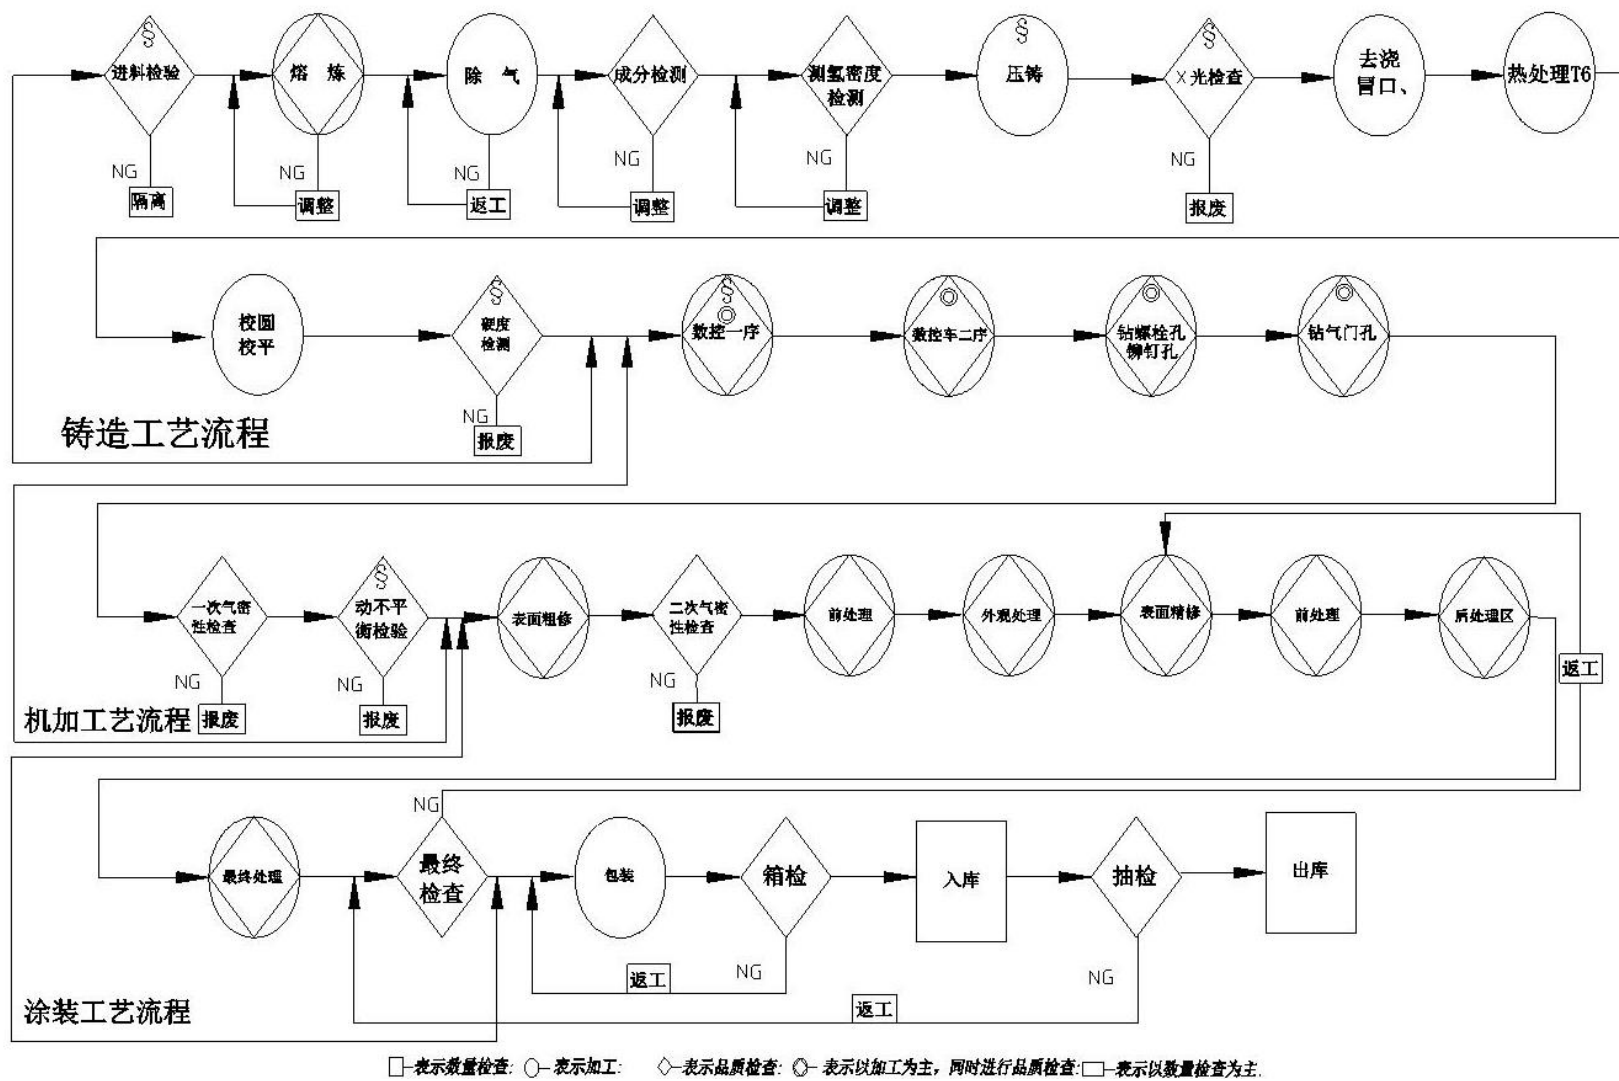 §
进料检验
NG
隔离
熔 炼
NG
调整
除 气
NG
返工
成分检测
NG
调整
测氢密度
检测
NG
调整
§
压铸
§
X光检查
NG
报废
去浇
冒口、
热处理T6
校圆
校平
§
硬度
检测
NG
报废
§
数控一序
数控车二序
钻螺栓孔
铆钉孔
钻气门孔
铸造工艺流程
一次气密
性检查
NG
报废
§
动不平
衡检验
NG
报废
表面粗修
二次气密
性检查
NG
报废
前处理
外观处理
表面精修
前处理
后处理区
返工
机加工艺流程
最终处理
NG
最终
检查
包装
箱检
NG
返工
入库
抽检
NG
返工
出库
涂装工艺流程
表示数量检查;
表示加工;
表示品质检查;
表示以加工为主，同时进行品质检查;
表示以数量检查为主.